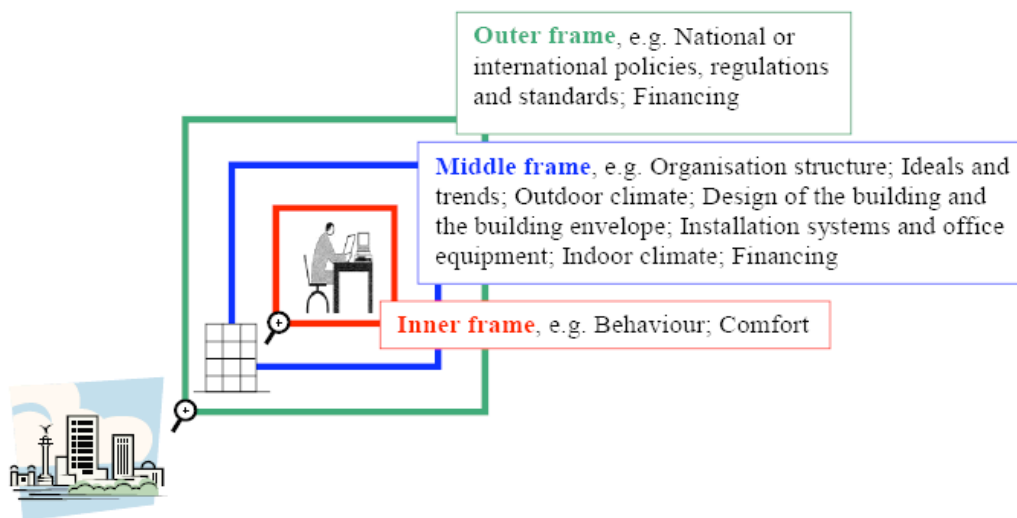 Outer frame, e.g. National or
international policies, regulations
and standards; Financing
Middle frame, e.g. Organisation structure; Ideals and
trends; Outdoor climate; Design of the building and
the building envelope; Installation systems and office
equipment; Indoor climate; Financing
Inner frame, e.g. Behaviour; Comfort